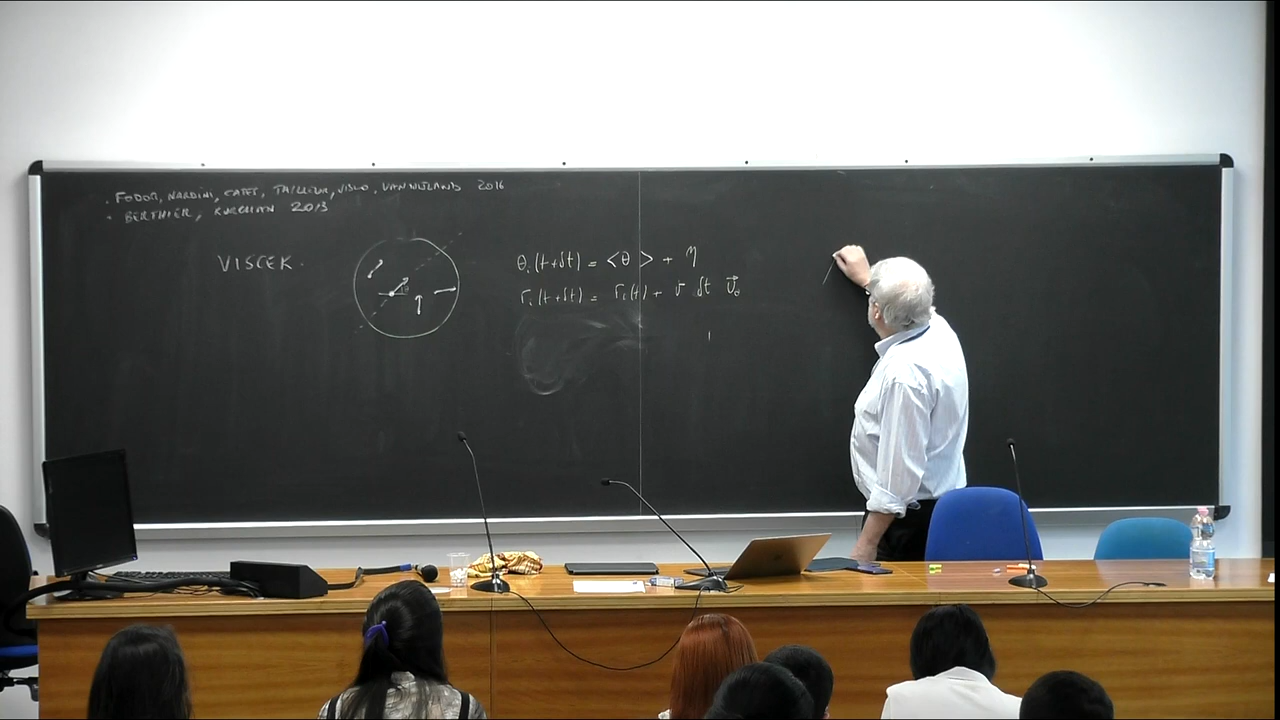 . FODOR, NARDINI, CATES, TAILLEUR, VISCO, VAN WIJLAND 2016
- BERTHIER, KURCHAN 2013
VISCEK.
θᵢ(t+δt) = <θ> + η
rᵢ(t+δt) = rᵢ(t) + v δt v⃗₀